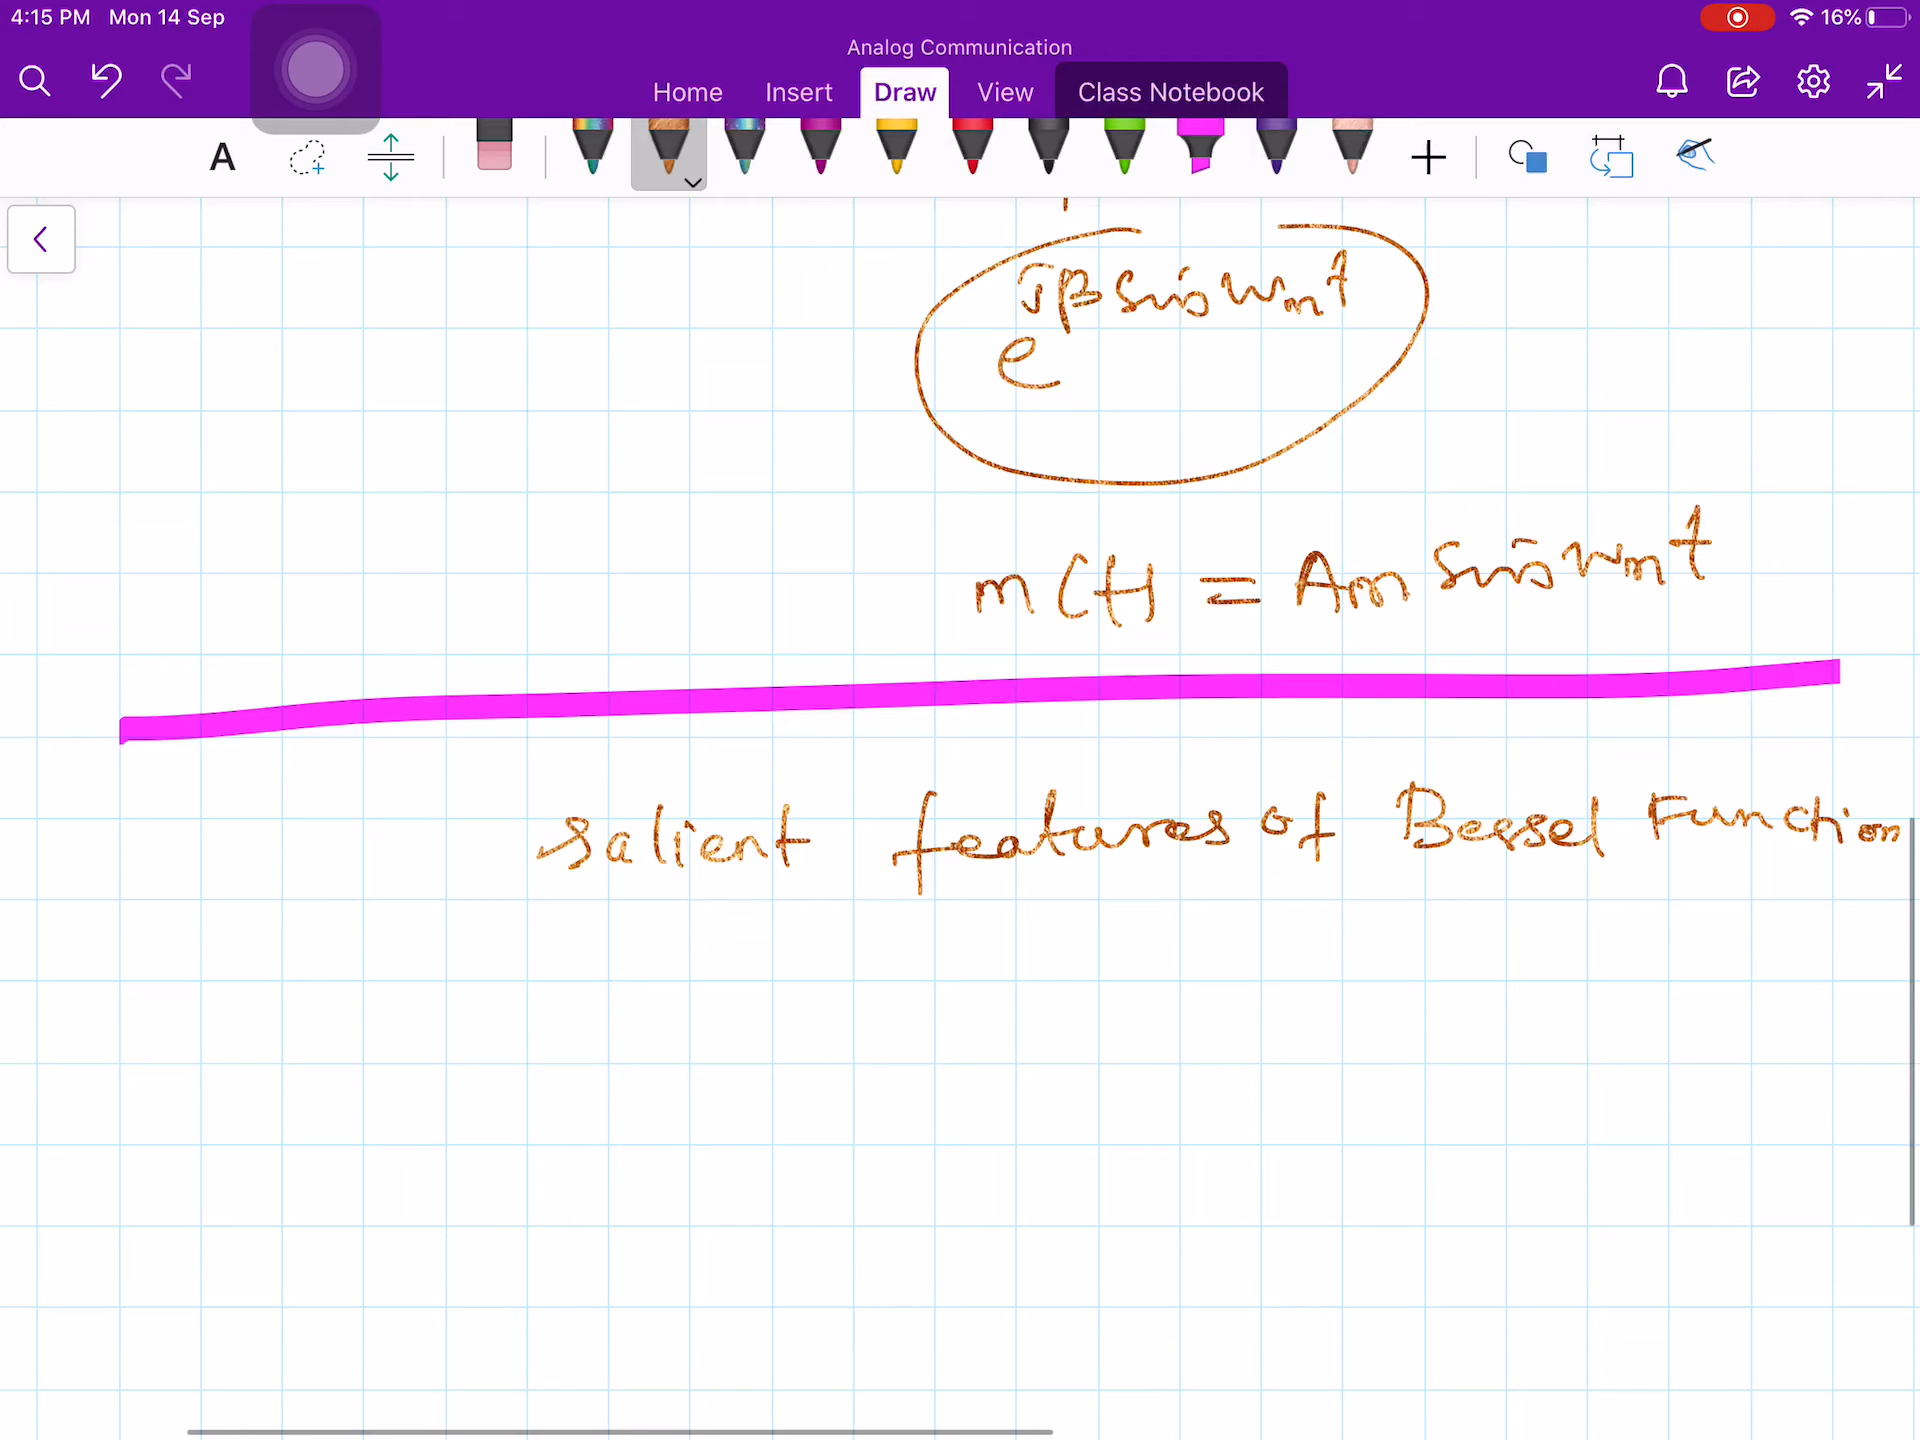 4:15 PM Mon 14 Sep
16%
Analog Communication
Home Insert Draw View Class Notebook
A
e^{jβ sin ωmt}
m(t) = Am sin ωmt
salient features of Bessel Function